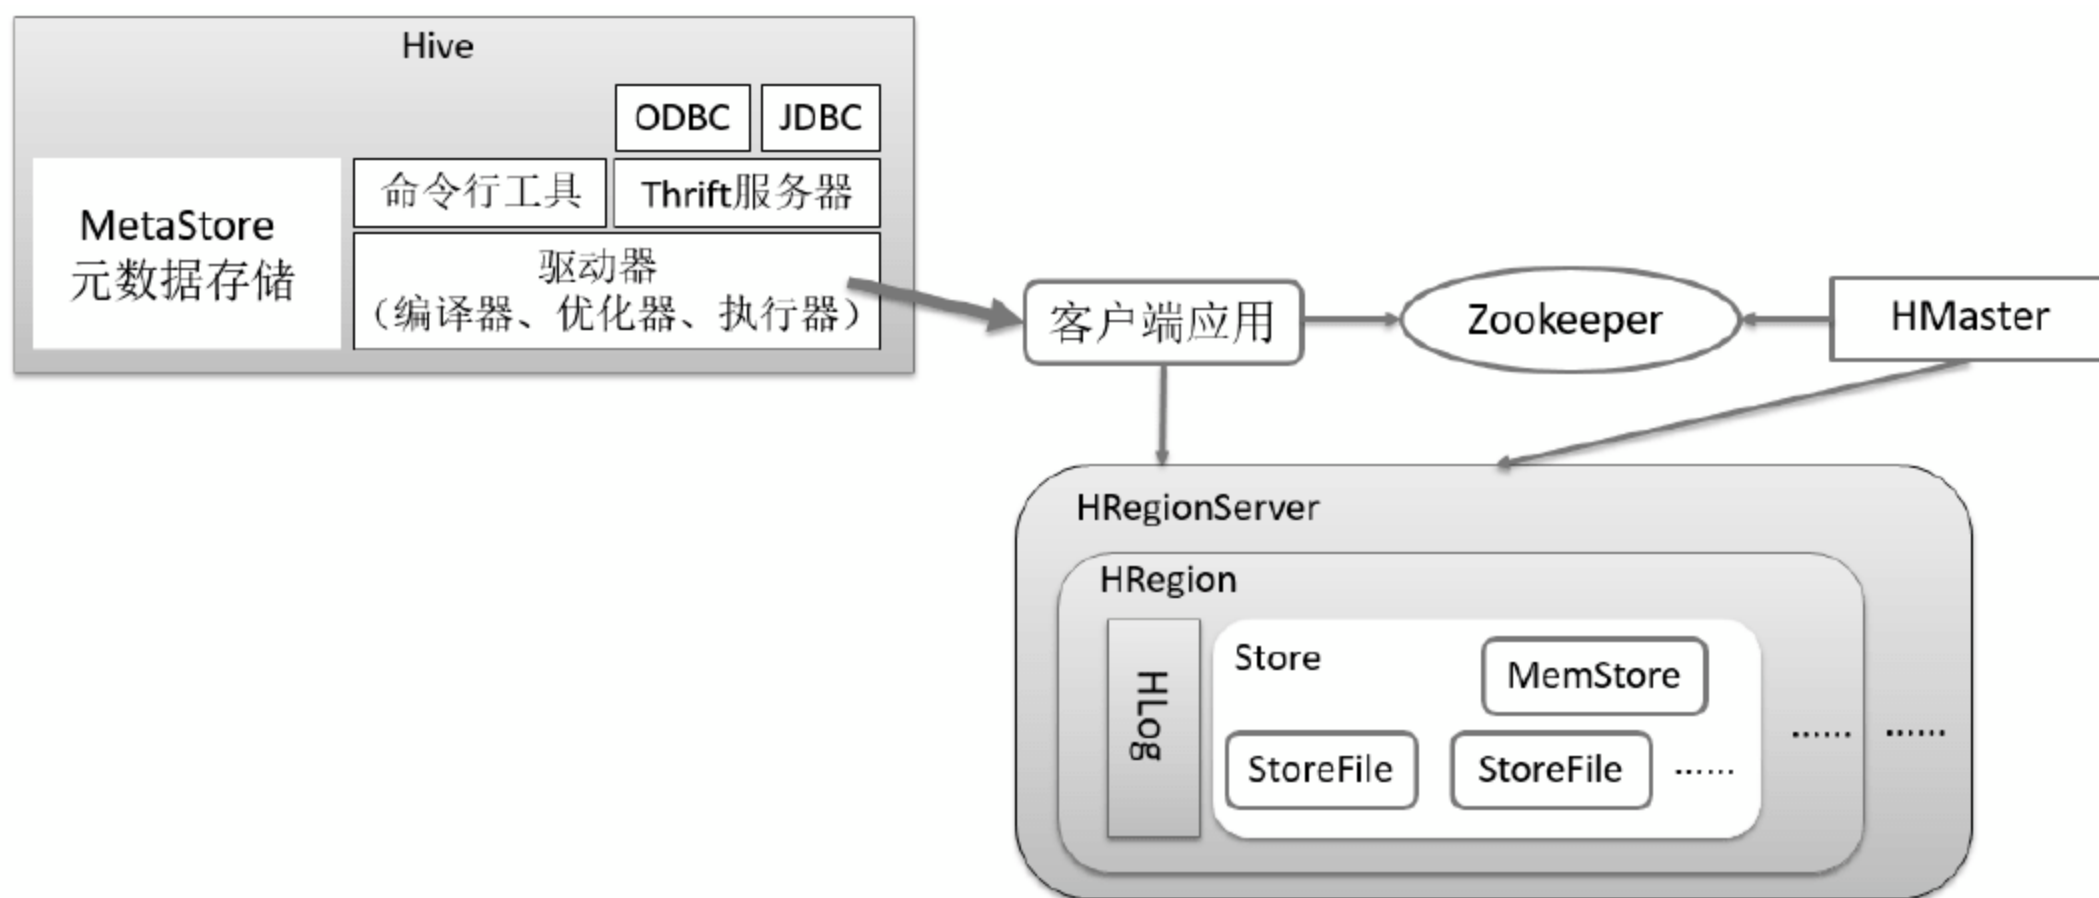 Hive
ODBC
JDBC
MetaStore
元数据存储
命令行工具
Thrift服务器
驱动器
（编译器、优化器、执行器）
客户端应用
Zookeeper
HMaster
HRegionServer
HRegion
HLog
Store
MemStore
StoreFile
StoreFile
······
······
······